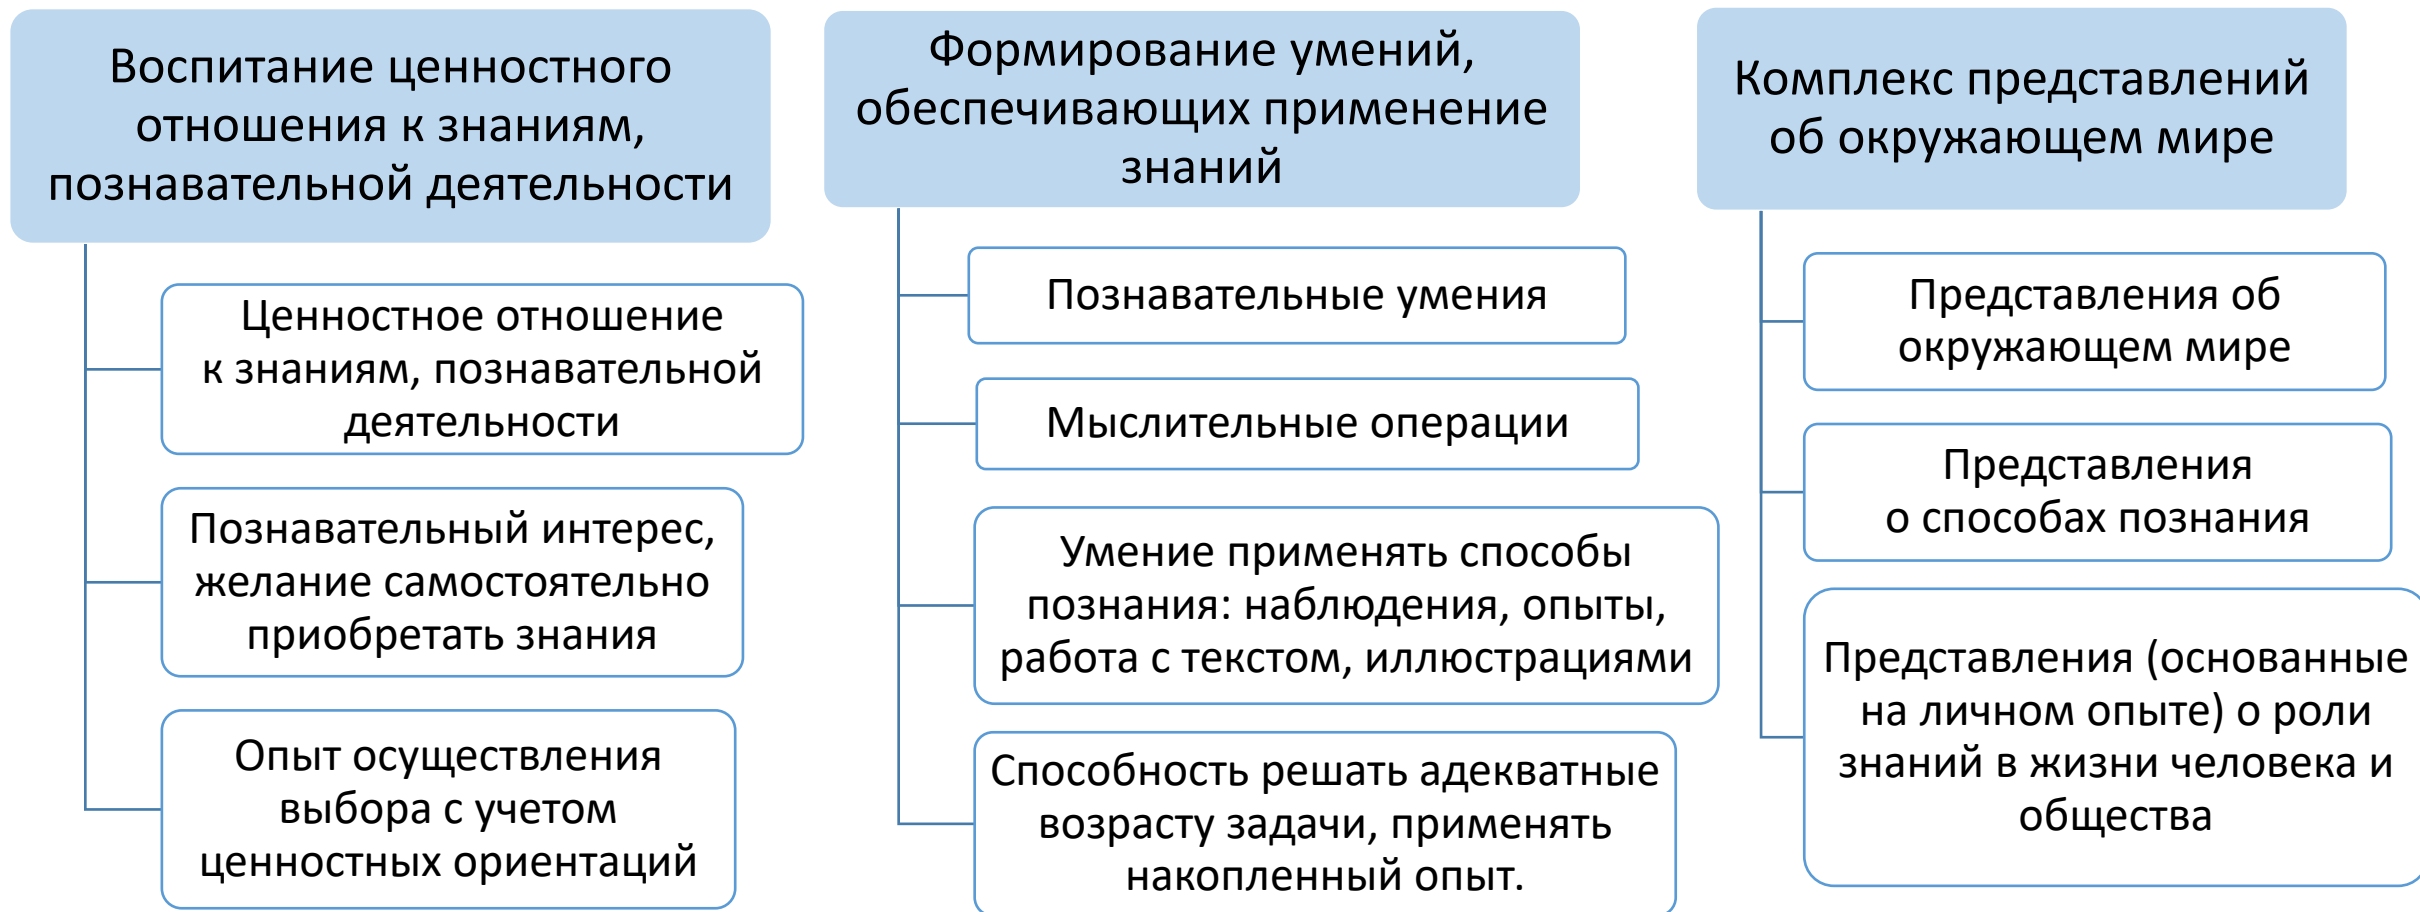 Воспитание ценностного
отношения к знаниям,
познавательной деятельности
Ценностное отношение
к знаниям, познавательной
деятельности
Познавательный интерес,
желание самостоятельно
приобретать знания
Опыт осуществления
выбора с учетом
ценностных ориентаций
Формирование умений,
обеспечивающих применение
знаний
Познавательные умения
Мыслительные операции
Умение применять способы
познания: наблюдения, опыты,
работа с текстом, иллюстрациями
Способность решать адекватные
возрасту задачи, применять
накопленный опыт.
Комплекс представлений
об окружающем мире
Представления об
окружающем мире
Представления
о способах познания
Представления (основанные
на личном опыте) о роли
знаний в жизни человека и
общества